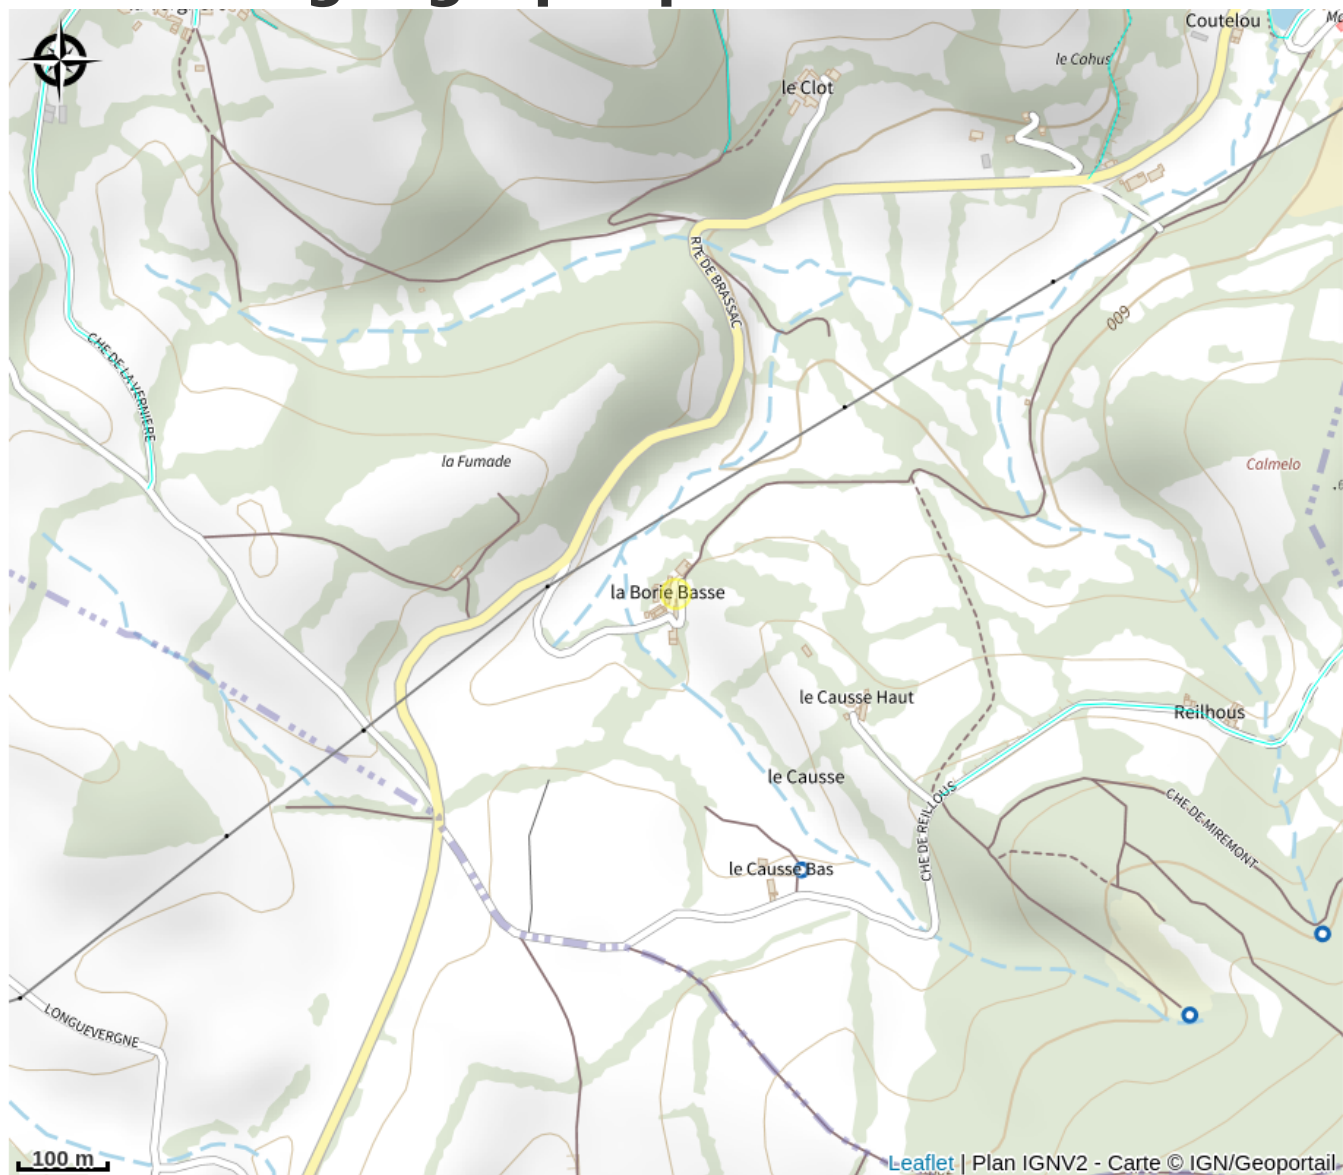 Coutelou
le Cahus
le Clot
RTE DE BRASSAC
600
CHE DE LA VERNIERE
la Fumade
Calmelo
la Borie Basse
le Causse Haut
Reilhous
le Causse
CHE DE REILLOUS
CHE DE MIREMONT
le Causse Bas
LONGUEVERGNE
100 m
Leaflet | Plan IGNV2 - Carte © IGN/Geoportail